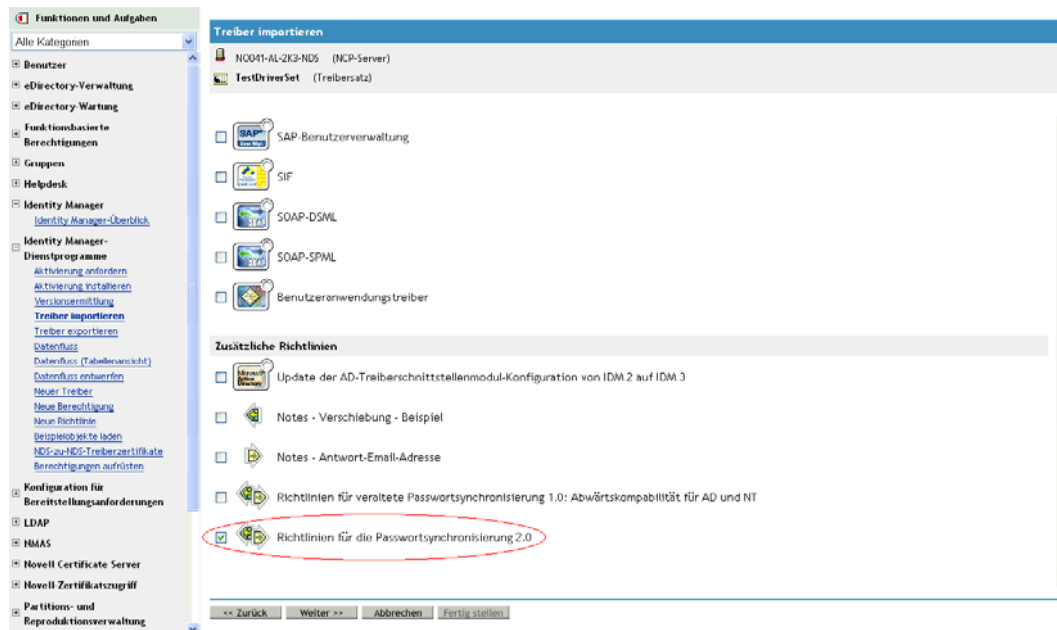 Funktionen und Aufgaben
Alle Kategorien
Benutzer
eDirectory-Verwaltung
eDirectory-Wartung
Funktionsbasierte
Berechtigungen
Gruppen
Helpdesk
Identity Manager
Identity Manager-Überblick
Identity Manager-
Dienstprogramme
Aktivierung anfordern
Aktivierung installieren
Versionsermittlung
Treiber importieren
Treiber exportieren
Datenfluss
Datenfluss (Tabellenansicht)
Datenfluss entwerfen
Neuer Treiber
Neue Berechtigung
Neue Richtlinie
Beispielobjekte laden
NDS-zu-NDS-Treiberzertifikate
Berechtigungen aufrüsten
Konfiguration für
Bereitstellungsanforderungen
LDAP
NMAS
Novell Certificate Server
Novell-Zertifikatszugriff
Partitions- und
Reproduktionsverwaltung
Treiber importieren
NO041-AL-2K3-NDS (NCP-Server)
TestDriverSet (Treibersatz)
SAP-Benutzerverwaltung
SIF
SOAP-DSML
SOAP-SPML
Benutzeranwendungstreiber
Zusätzliche Richtlinien
Update der AD-Treiberschnittstellenmodul-Konfiguration von IDM 2 auf IDM 3
Notes - Verschiebung - Beispiel
Notes - Antwort-Email-Adresse
Richtlinien für veraltete Passwortsynchronisierung 1.0: Abwärtskompabilität für AD und NT
Richtlinien für die Passwortsynchronisierung 2.0
<< Zurück Weiter >> Abbrechen Fertig stellen